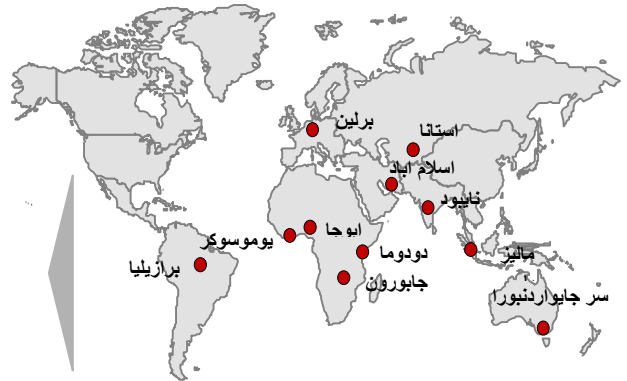 برلين
استانا
اسلام اباد
نايبود
ابوجا
يوموسوكر
دودوما
ماليز
برازيليا
جابورون
سر جايواردنبورا